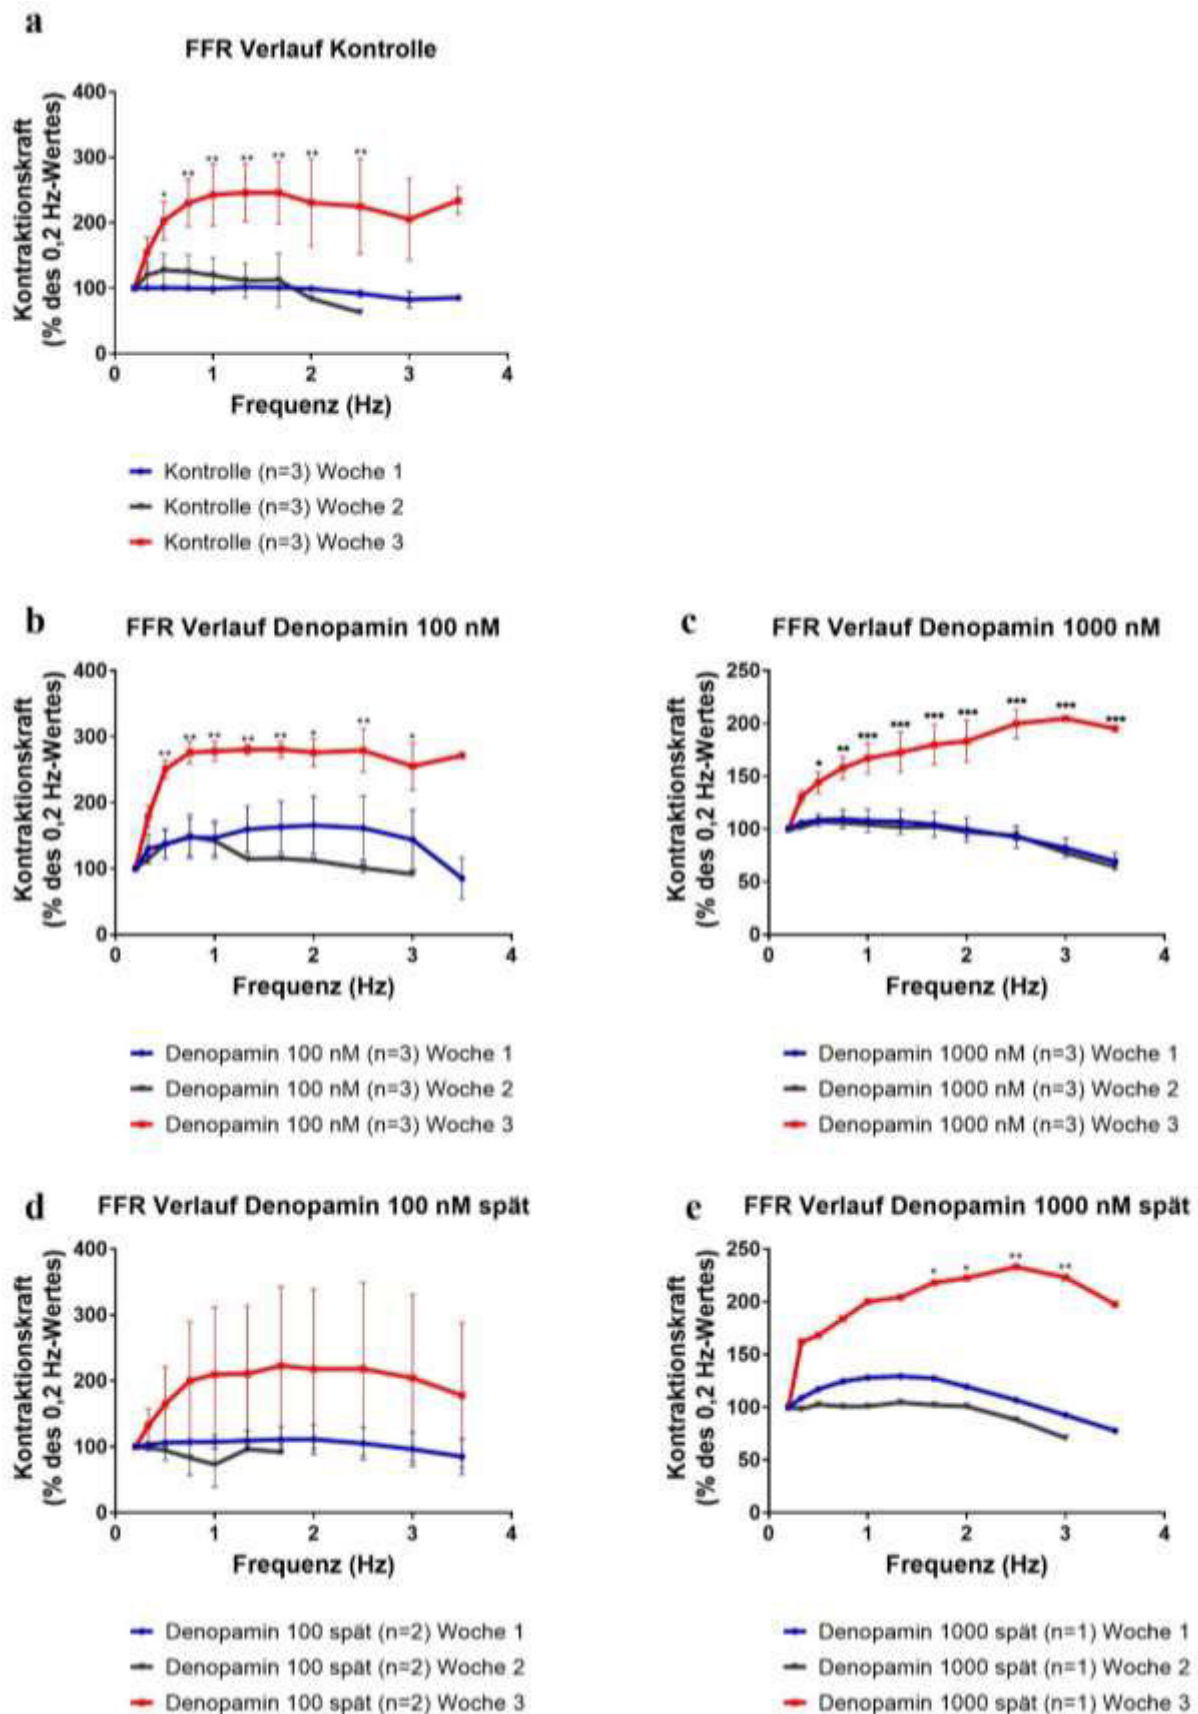 a
FFR Verlauf Kontrolle
Kontraktionskraft
(% des 0,2 Hz-Wertes)
400
300
200
100
0
* ** ** ** ** ** **
0 1 2 3 4
Frequenz (Hz)
Kontrolle (n=3) Woche 1
Kontrolle (n=3) Woche 2
Kontrolle (n=3) Woche 3
b
FFR Verlauf Denopamin 100 nM
Kontraktionskraft
(% des 0,2 Hz-Wertes)
400
300
200
100
0
** ** ** ** ** * ** *
0 1 2 3 4
Frequenz (Hz)
Denopamin 100 nM (n=3) Woche 1
Denopamin 100 nM (n=3) Woche 2
Denopamin 100 nM (n=3) Woche 3
c
FFR Verlauf Denopamin 1000 nM
Kontraktionskraft
(% des 0,2 Hz-Wertes)
250
200
150
100
50
0
* ** *** *** *** *** *** *** ***
0 1 2 3 4
Frequenz (Hz)
Denopamin 1000 nM (n=3) Woche 1
Denopamin 1000 nM (n=3) Woche 2
Denopamin 1000 nM (n=3) Woche 3
d
FFR Verlauf Denopamin 100 nM spät
Kontraktionskraft
(% des 0,2 Hz-Wertes)
400
300
200
100
0
0 1 2 3 4
Frequenz (Hz)
Denopamin 100 spät (n=2) Woche 1
Denopamin 100 spät (n=2) Woche 2
Denopamin 100 spät (n=2) Woche 3
e
FFR Verlauf Denopamin 1000 nM spät
Kontraktionskraft
(% des 0,2 Hz-Wertes)
250
200
150
100
50
0
* * ** **
0 1 2 3 4
Frequenz (Hz)
Denopamin 1000 spät (n=1) Woche 1
Denopamin 1000 spät (n=1) Woche 2
Denopamin 1000 spät (n=1) Woche 3